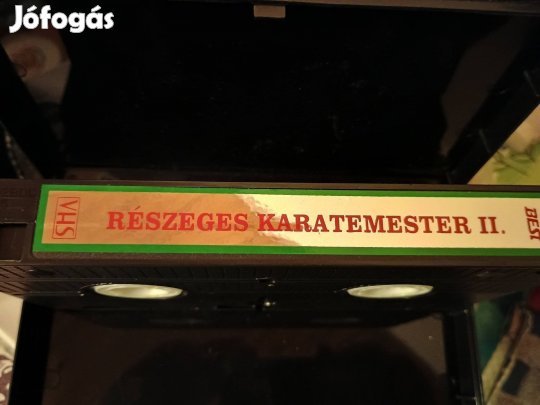 Jófogás
VHS
RÉSZEGES KARATEMESTER II.
BEST